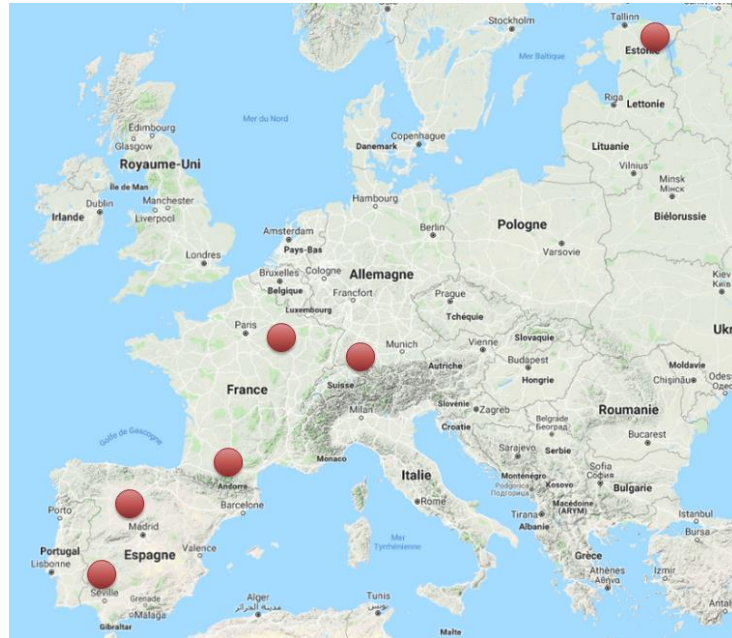 Stockholm
Tallinn
Estonie
Mer Baltique
Riga
Lettonie
Mer du Nord
Edimbourg
Glasgow
Copenhague
Danemark
Lituanie
Vilnius
Royaume-Uni
Île de Man
Minsk
Мінск
Dublin
Manchester
Irlande
Liverpool
Hambourg
Biélorussie
Berlin
Pologne
Amsterdam
Pays-Bas
Varsovie
Londres
Bruxelles
Cologne
Allemagne
Belgique
Francfort
Kiev
Київ
Prague
Luxembourg
Tchéquie
Paris
Ukr
Munich
Vienne
Slovaquie
Budapest
Moldavie
Odess
Suisse
Autriche
Hongrie
Chișinău
France
Milan
Slovénie
Zagreb
Roumanie
Croatie
Belgrade
Београд
Golfe de Gascogne
Monaco
Sarajevo
Serbie
Bucarest
Andorre
Italie
Monténégro
Podgorica
Подгорица
Kosovo
Sofia
София
Bulgarie
Porto
Barcelone
Rome
Macédoine
(ARYM)
Madrid
Tirana
Istanbul
Albanie
Bursa
Portugal
Espagne
Valence
Mer
Tyrrhénienne
Lisbonne
Grèce
Athènes
Αθήνα
Izmir
Séville
Grenade
Alger
مدينة الجزائر
Tunis
تونس
Antaly
Malaga
Gibraltar
Malte